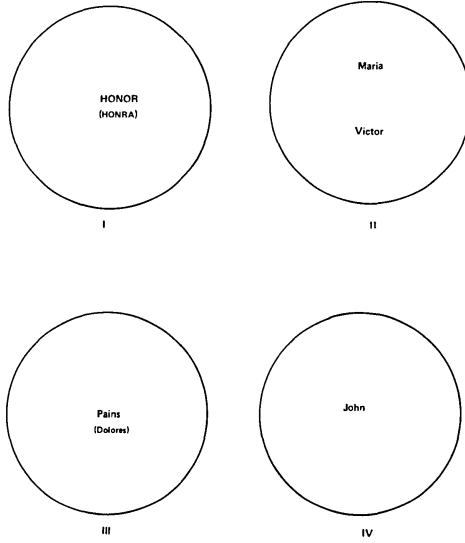 HONOR
(HONRA)
I
Maria
Victor
II
Pains
(Dolores)
III
John
IV